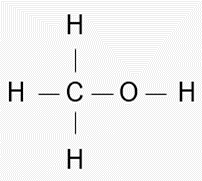 H
H — C — O — H
H